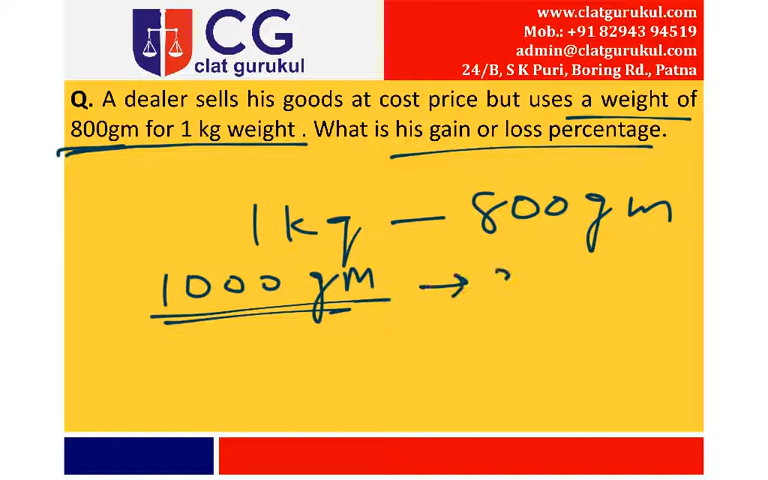 CG
clat gurukul
www.clatgurukul.com
Mob.: +91 82943 94519
admin@clatgurukul.com
24/B, S K Puri, Boring Rd., Patna
Q. A dealer sells his goods at cost price but uses a weight of
800gm for 1 kg weight . What is his gain or loss percentage.
1 kg — 800gm
1000 gm →